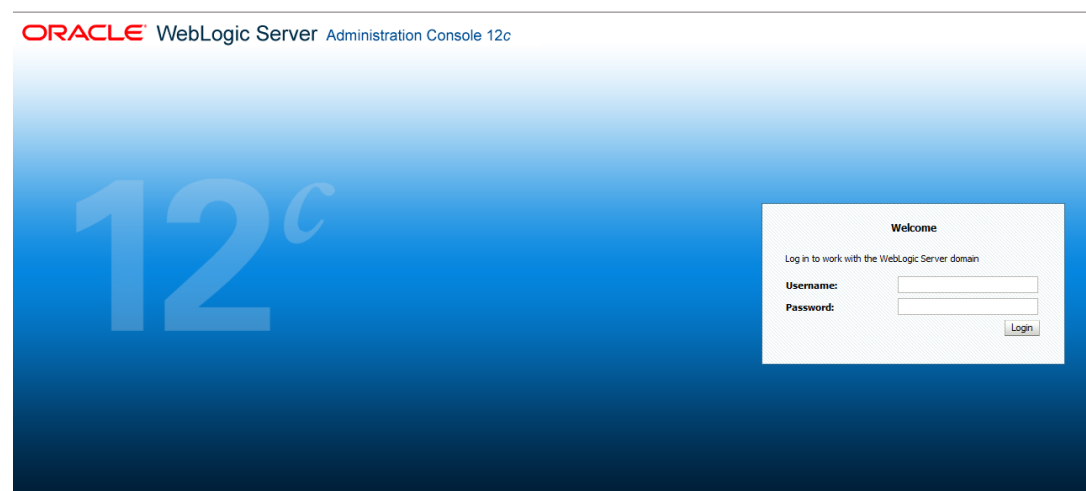 ORACLE WebLogic Server Administration Console 12c
12c
Welcome
Log in to work with the WebLogic Server domain
Username:
Password:
Login